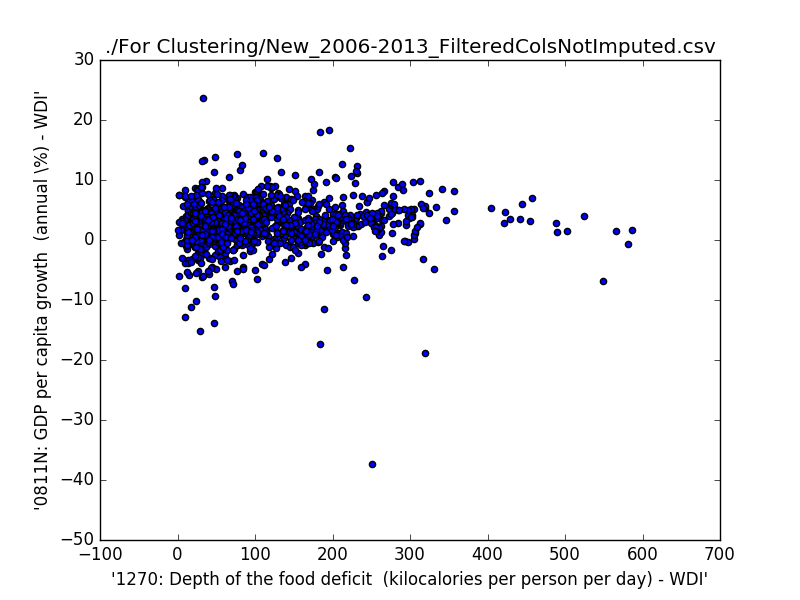 ./For Clustering/New_2006-2013_FilteredColsNotImputed.csv
30
20
10
0
−10
−20
−30
−40
−50
'0811N: GDP per capita growth  (annual \%) - WDI'
−100 0 100 200 300 400 500 600 700
'1270: Depth of the food deficit  (kilocalories per person per day) - WDI'